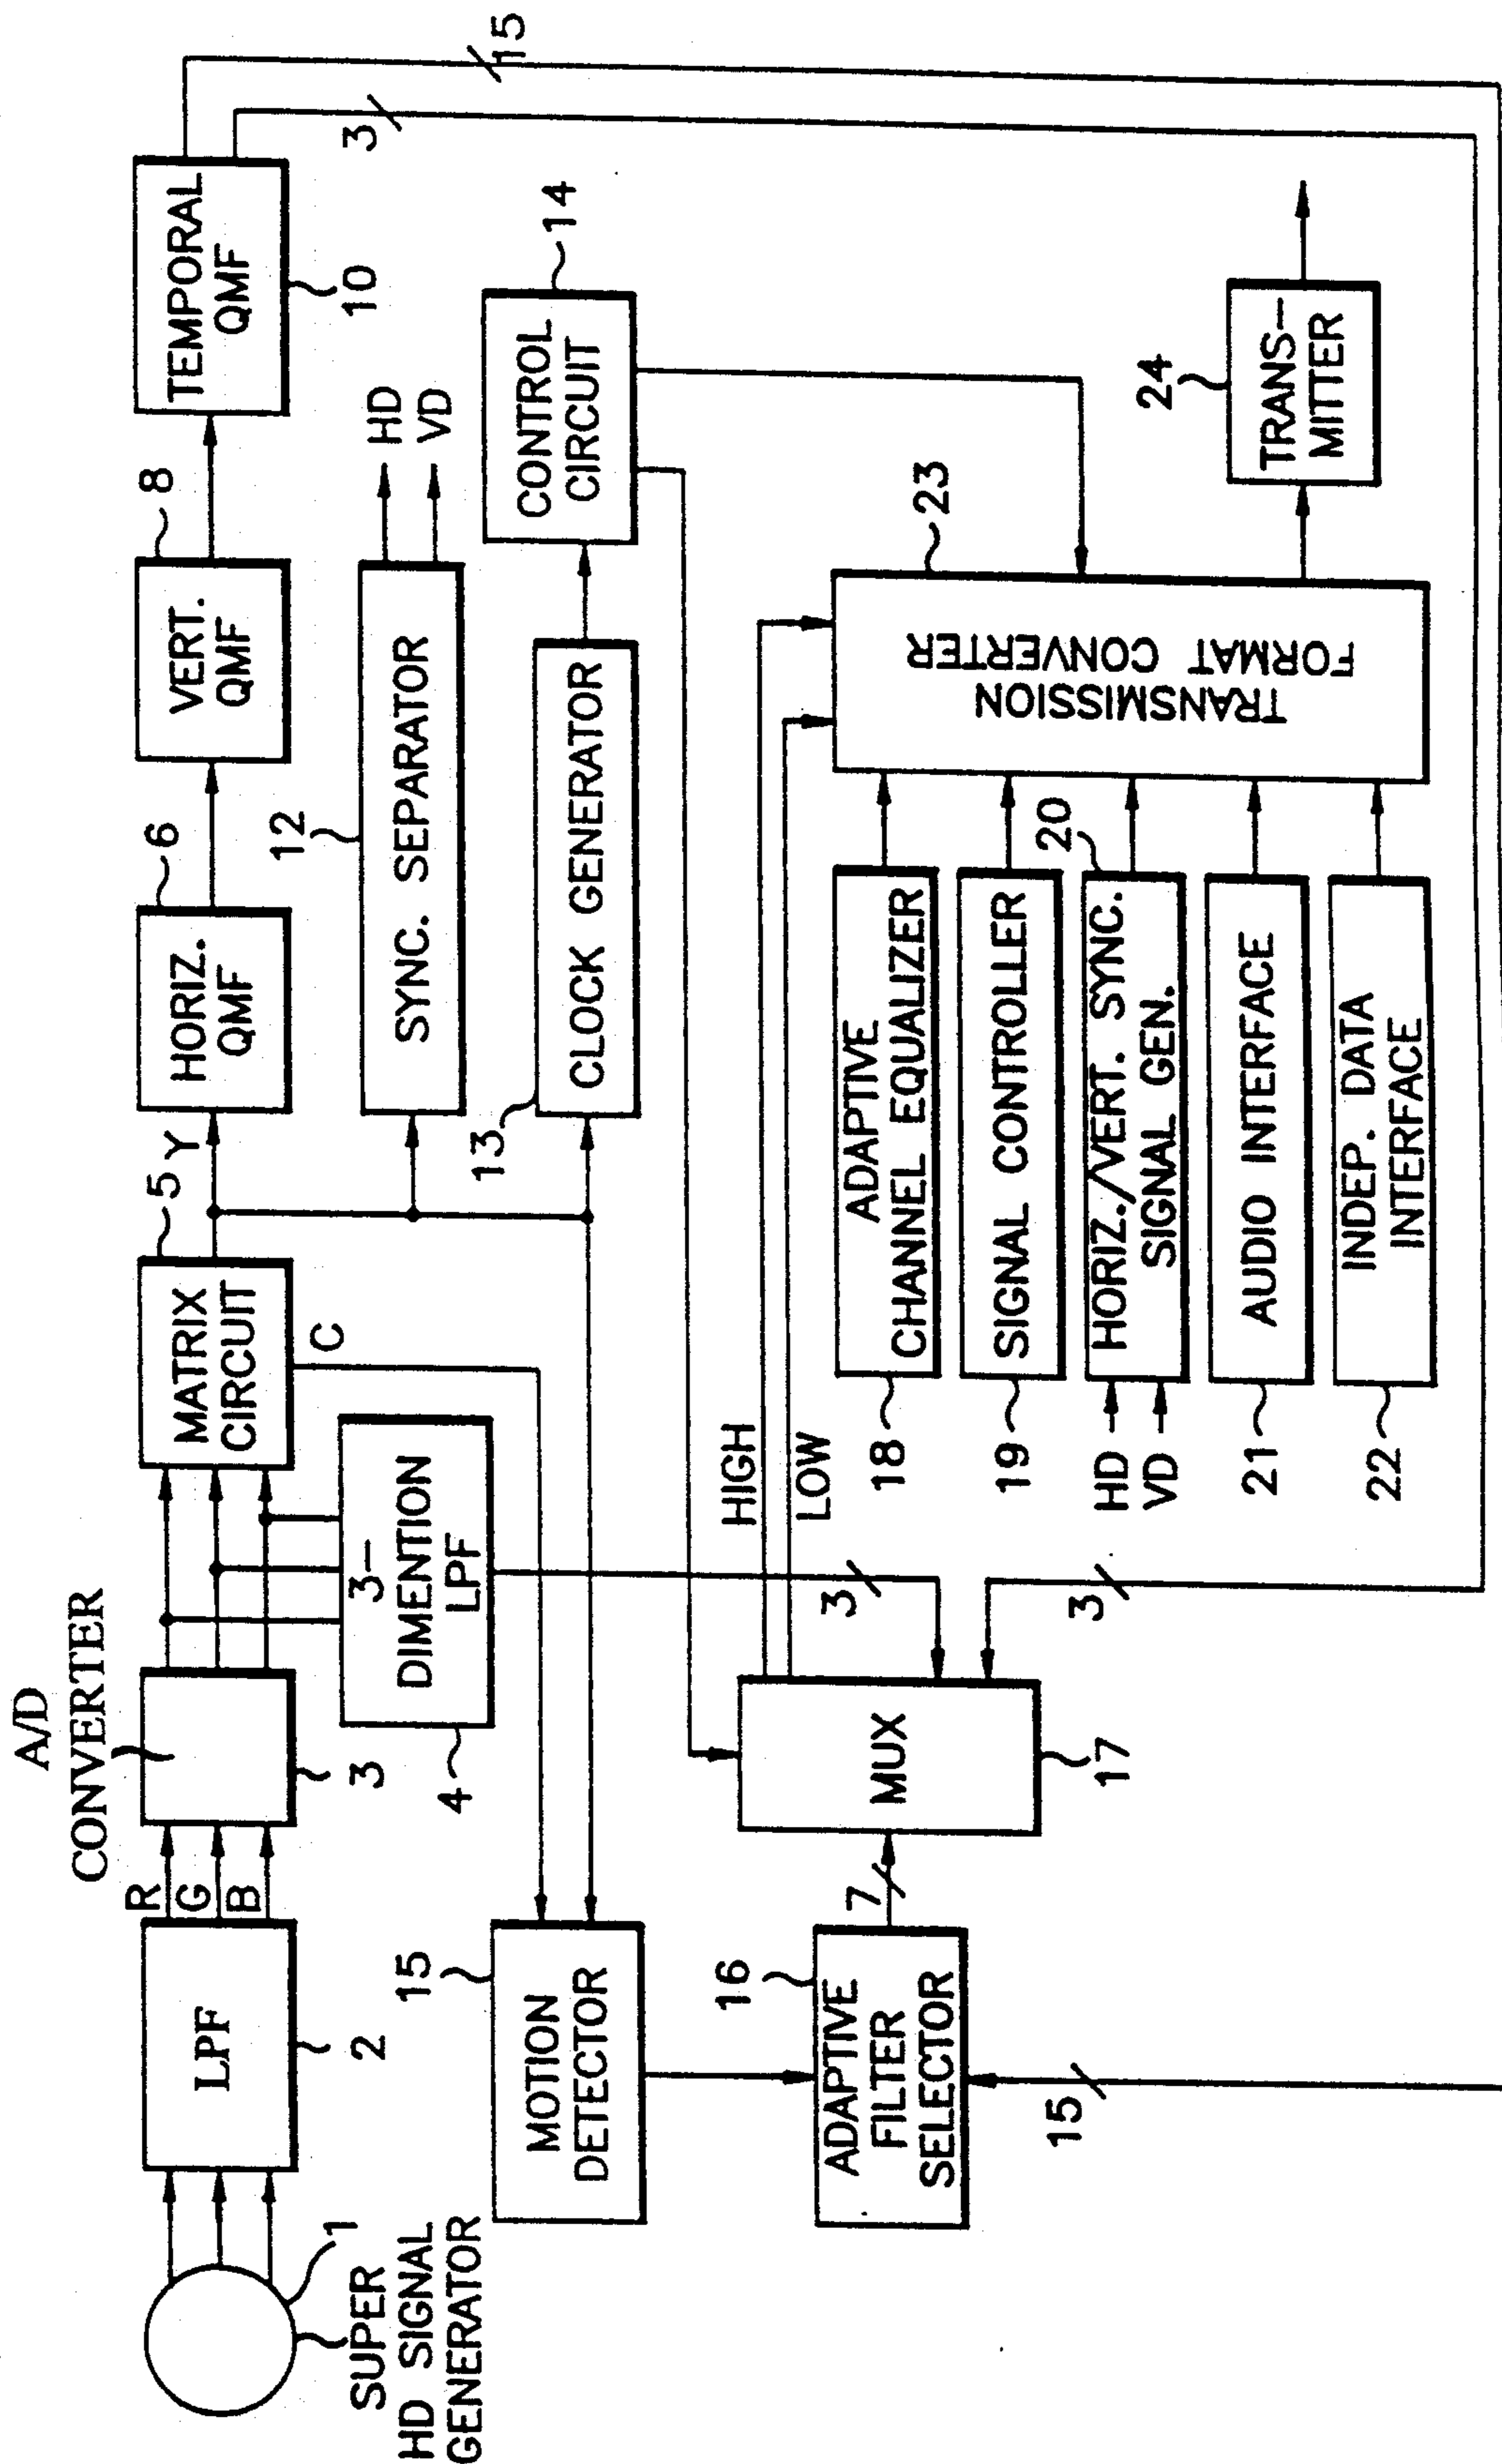 A/D
CONVERTER
R
G
B
LPF
2
3
1
SUPER
HD SIGNAL
GENERATOR
MATRIX
CIRCUIT
5
Y
C
HORIZ.
QMF
6
VERT.
QMF
8
TEMPORAL
QMF
10
15
3
3-
DIMENTION
LPF
4
12
SYNC. SEPARATOR
HD
VD
13
CLOCK GENERATOR
CONTROL
CIRCUIT
14
15
MOTION
DETECTOR
16
ADAPTIVE
FILTER
SELECTOR
15
7
MUX
17
3
3
HIGH
LOW
ADAPTIVE
CHANNEL EQUALIZER
18
SIGNAL CONTROLLER
19
HORIZ./VERT. SYNC.
SIGNAL GEN.
20
HD
VD
AUDIO INTERFACE
21
INDEP. DATA
INTERFACE
22
TRANSMISSION
FORMAT CONVERTER
23
TRANS-
MITTER
24